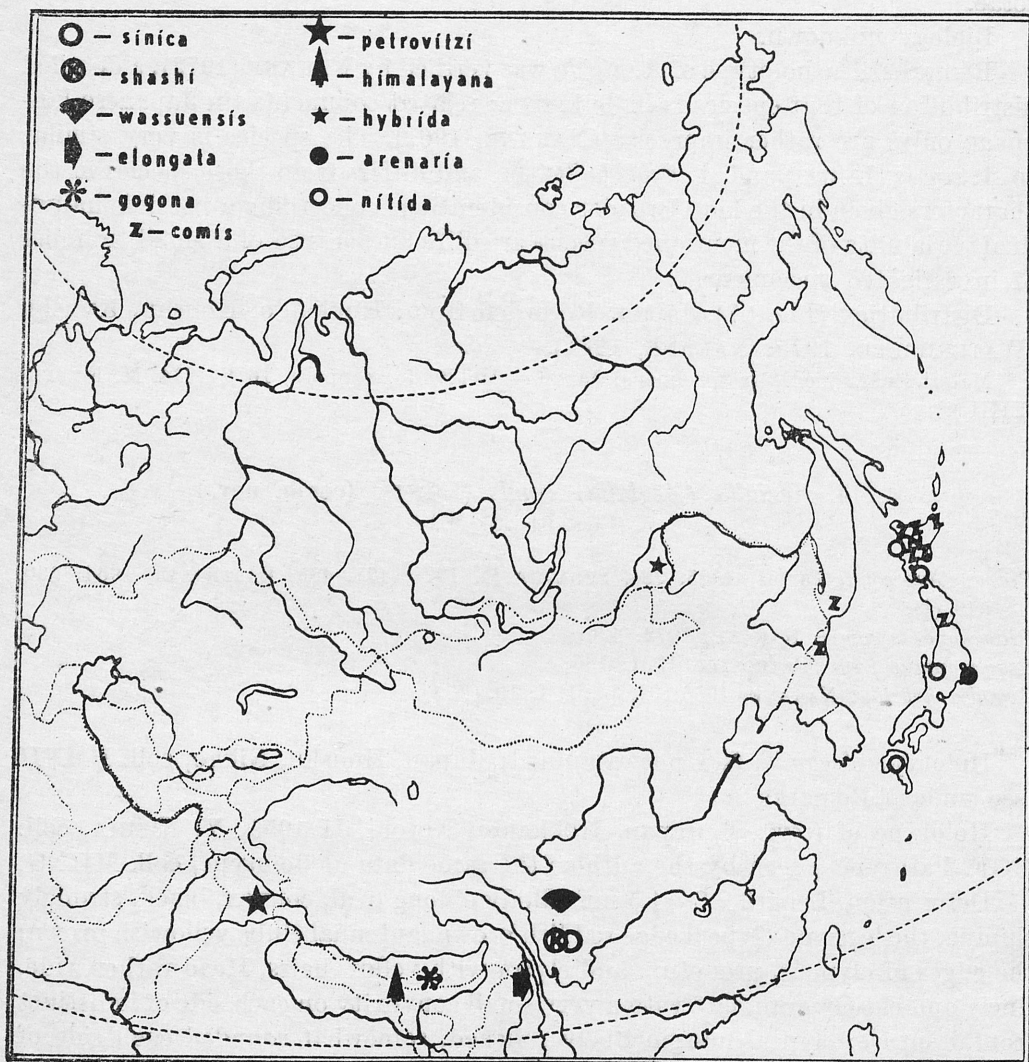 – sinica
– shashi
– wassuensis
– elongata
– gogona
z – comis
– petrovitzi
– himalayana
– hybrida
– arenaria
– nitida
z
z
z
z
z
z
z
z